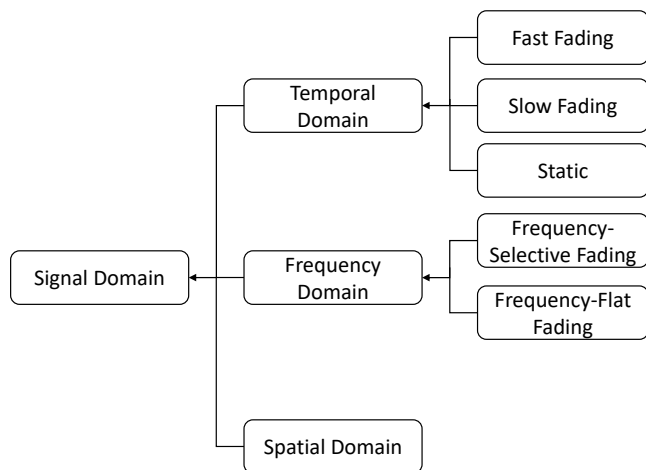 Fast Fading
Temporal
Domain
Slow Fading
Static
Frequency-
Selective Fading
Signal Domain
Frequency
Domain
Frequency-Flat
Fading
Spatial Domain